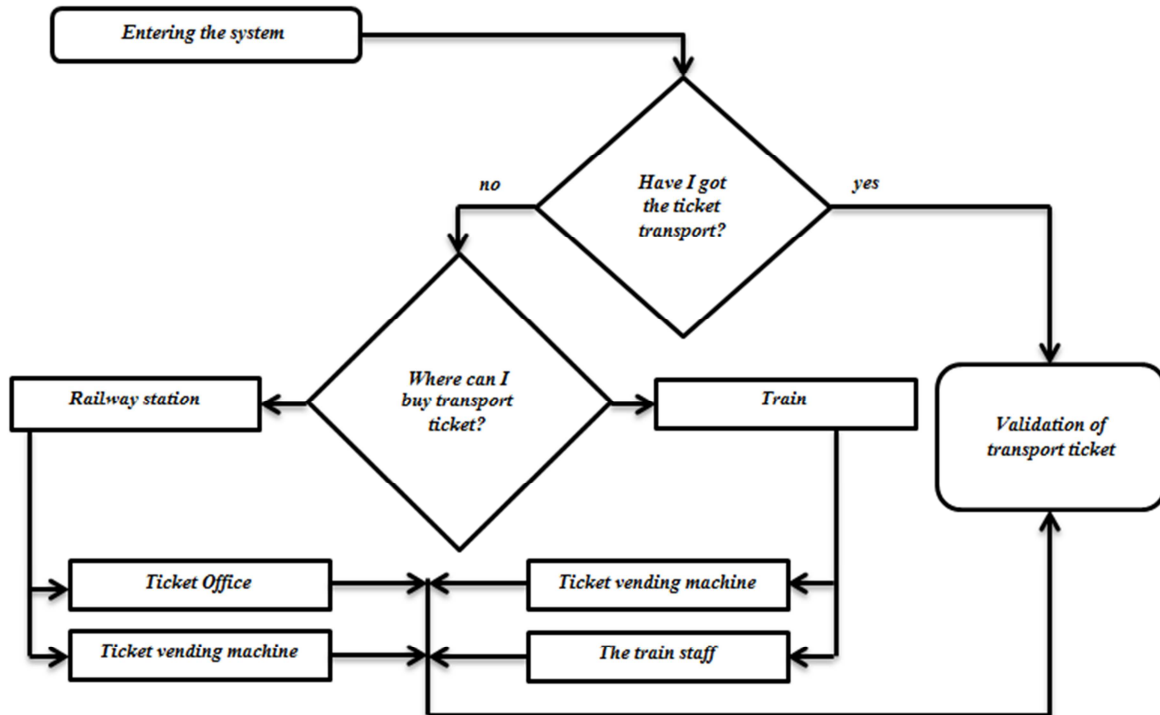 Entering the system
Have I got
the ticket
transport?
no
yes
Where can I
buy transport
ticket?
Railway station
Train
Validation of
transport ticket
Ticket Office
Ticket vending machine
Ticket vending machine
The train staff